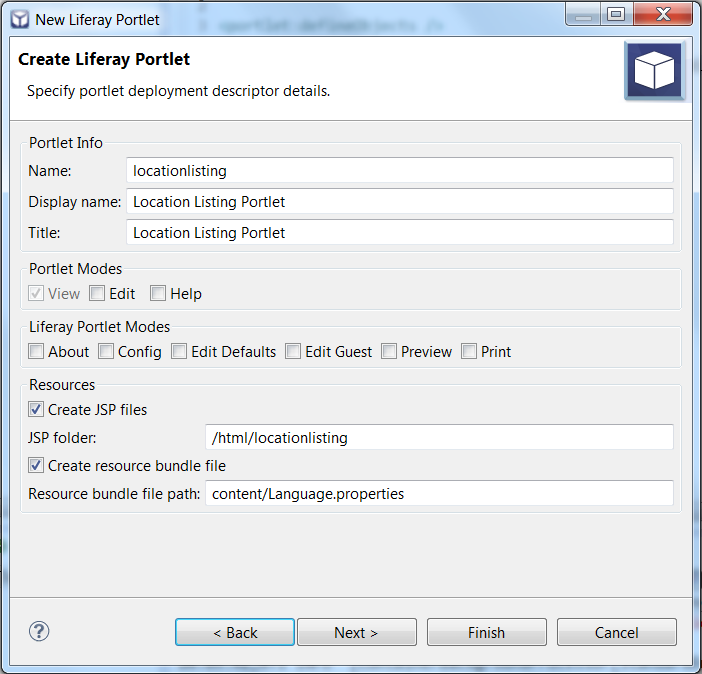 New Liferay Portlet
Create Liferay Portlet
Specify portlet deployment descriptor details.
Portlet Info
Name: locationlisting
Display name: Location Listing Portlet
Title: Location Listing Portlet
Portlet Modes
View Edit Help
Liferay Portlet Modes
About Config Edit Defaults Edit Guest Preview Print
Resources
Create JSP files
JSP folder: /html/locationlisting
Create resource bundle file
Resource bundle file path: content/Language.properties
? < Back Next > Finish Cancel